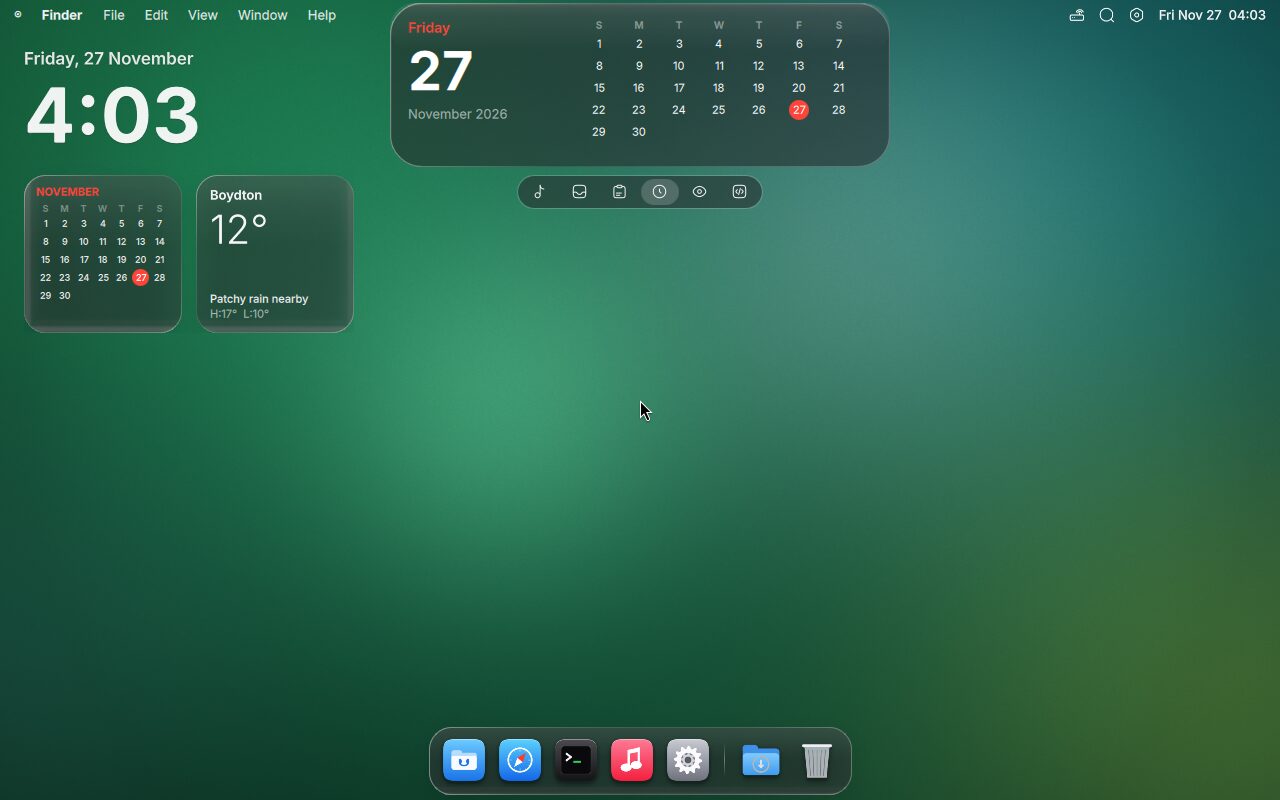 Finder File Edit View Window Help
Fri Nov 27 04:03
Friday, 27 November
4:03
NOVEMBER
S M T W T F S
1 2 3 4 5 6 7
8 9 10 11 12 13 14
15 16 17 18 19 20 21
22 23 24 25 26 27 28
29 30
Boydton
12°
Patchy rain nearby
H:17° L:10°
Friday
27
November 2026
S M T W T F S
1 2 3 4 5 6 7
8 9 10 11 12 13 14
15 16 17 18 19 20 21
22 23 24 25 26 27 28
29 30